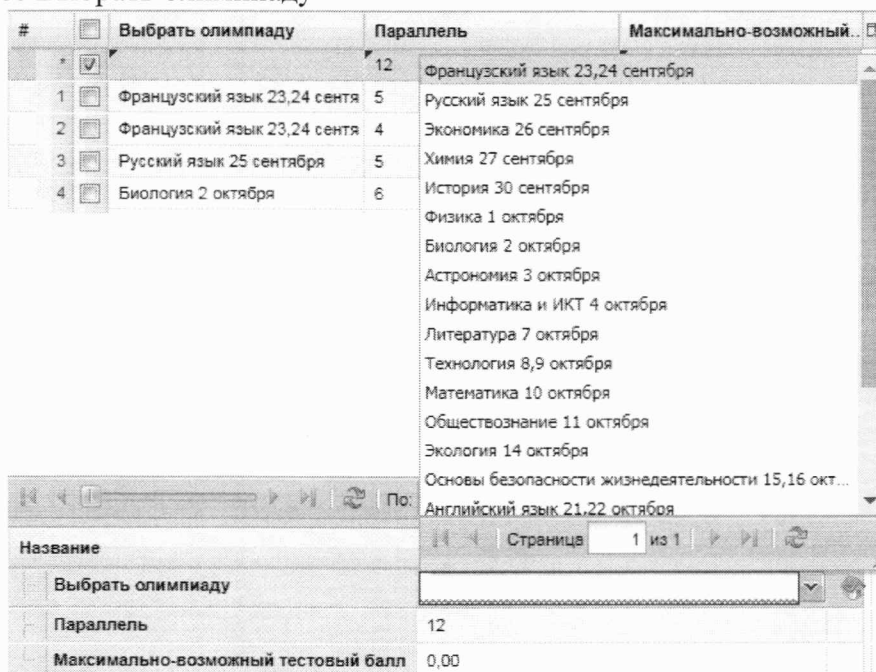 # Выбрать олимпиаду Параллель Максимально-возможный..
* 12
1 Французский язык 23,24 сентя 5
2 Французский язык 23,24 сентя 4
3 Русский язык 25 сентября 5
4 Биология 2 октября 6
Французский язык 23,24 сентября
Русский язык 25 сентября
Экономика 26 сентября
Химия 27 сентября
История 30 сентября
Физика 1 октября
Биология 2 октября
Астрономия 3 октября
Информатика и ИКТ 4 октября
Литература 7 октября
Технология 8,9 октября
Математика 10 октября
Обществознание 11 октября
Экология 14 октября
Основы безопасности жизнедеятельности 15,16 окт...
Английский язык 21,22 октября
Страница 1 из 1
1 По:
Название
Выбрать олимпиаду
Параллель 12
Максимально-возможный тестовый балл 0,00